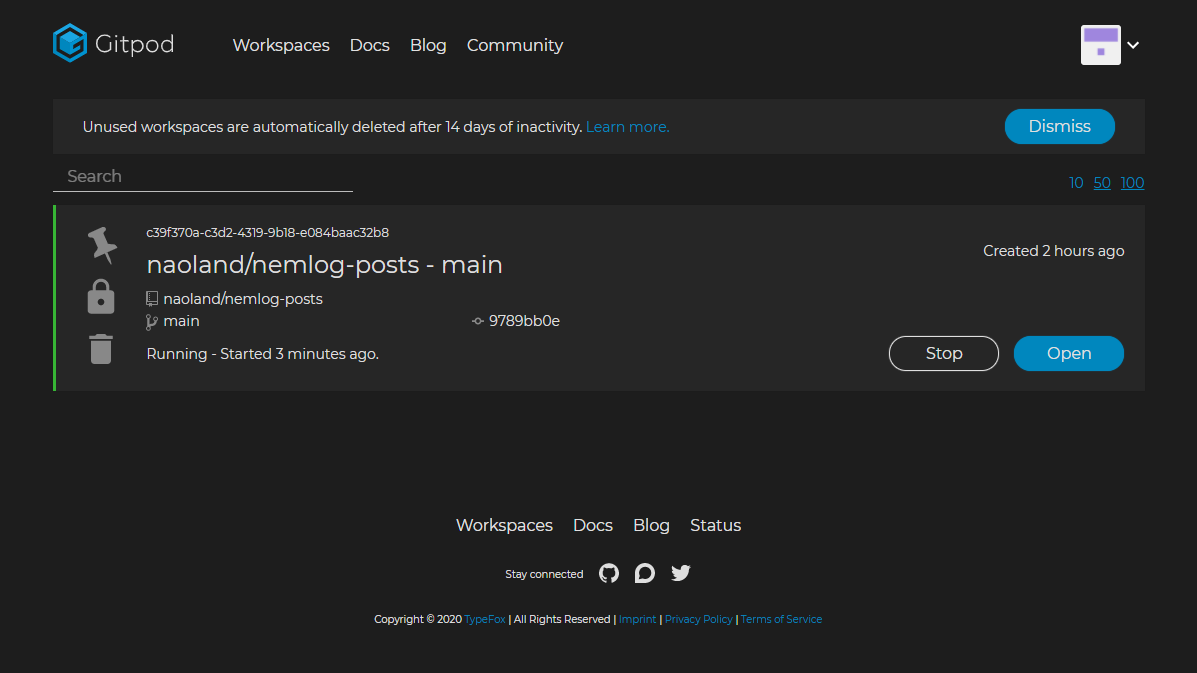 Gitpod Workspaces Docs Blog Community
Unused workspaces are automatically deleted after 14 days of inactivity. Learn more. Dismiss
Search
10 50 100
c39f370a-c3d2-4319-9b18-e084baac32b8
Created 2 hours ago
naoland/nemlog-posts - main
naoland/nemlog-posts
main 9789bb0e
Running - Started 3 minutes ago. Stop Open
Workspaces Docs Blog Status
Stay connected
Copyright © 2020 TypeFox | All Rights Reserved | Imprint | Privacy Policy | Terms of Service